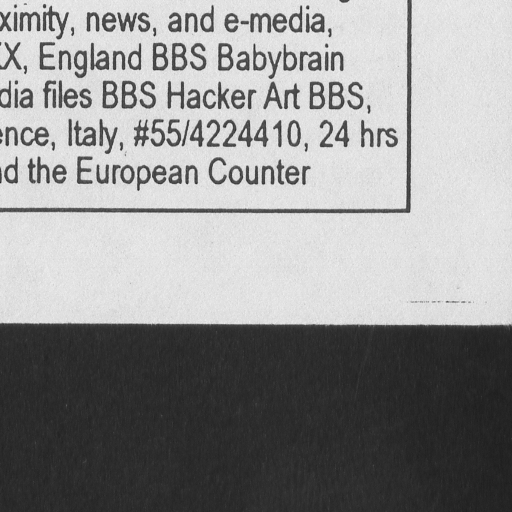 ximity, news, and e-media,
X, England BBS Babybrain
dia files BBS Hacker Art BBS,
ence, Italy, #55/4224410, 24 hrs
d the European Counter